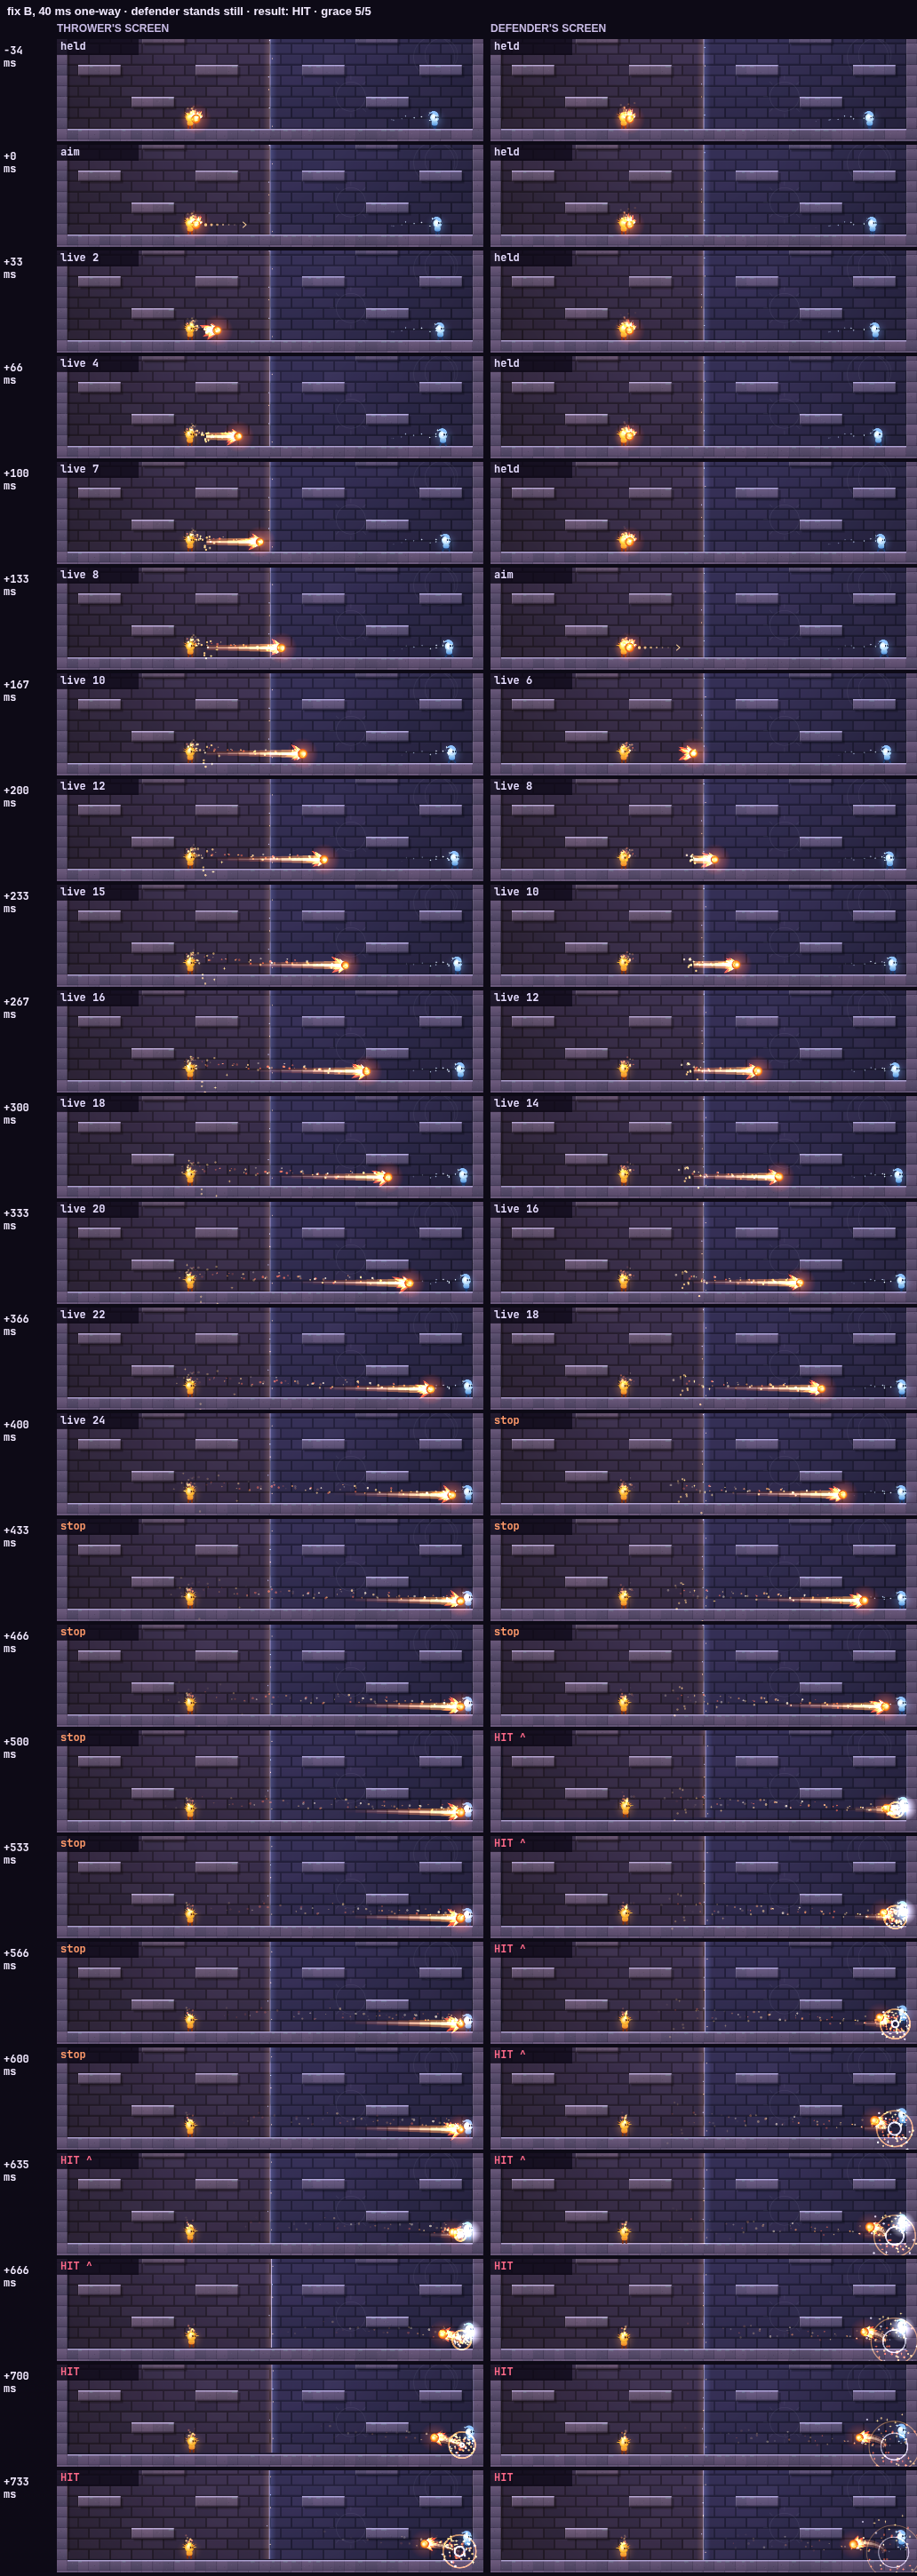 fix B, 40 ms one-way · defender stands still · result: HIT · grace 5/5
THROWER'S SCREEN DEFENDER'S SCREEN
-34 ms held held
+0 ms aim held
+33 ms live 2 held
+66 ms live 4 held
+100 ms live 7 held
+133 ms live 8 aim
+167 ms live 10 live 6
+200 ms live 12 live 8
+233 ms live 15 live 10
+267 ms live 16 live 12
+300 ms live 18 live 14
+333 ms live 20 live 16
+366 ms live 22 live 18
+400 ms live 24 stop
+433 ms stop stop
+466 ms stop stop
+500 ms stop HIT ^
+533 ms stop HIT ^
+566 ms stop HIT ^
+600 ms stop HIT ^
+635 ms HIT ^ HIT ^
+666 ms HIT ^ HIT
+700 ms HIT HIT
+733 ms HIT HIT